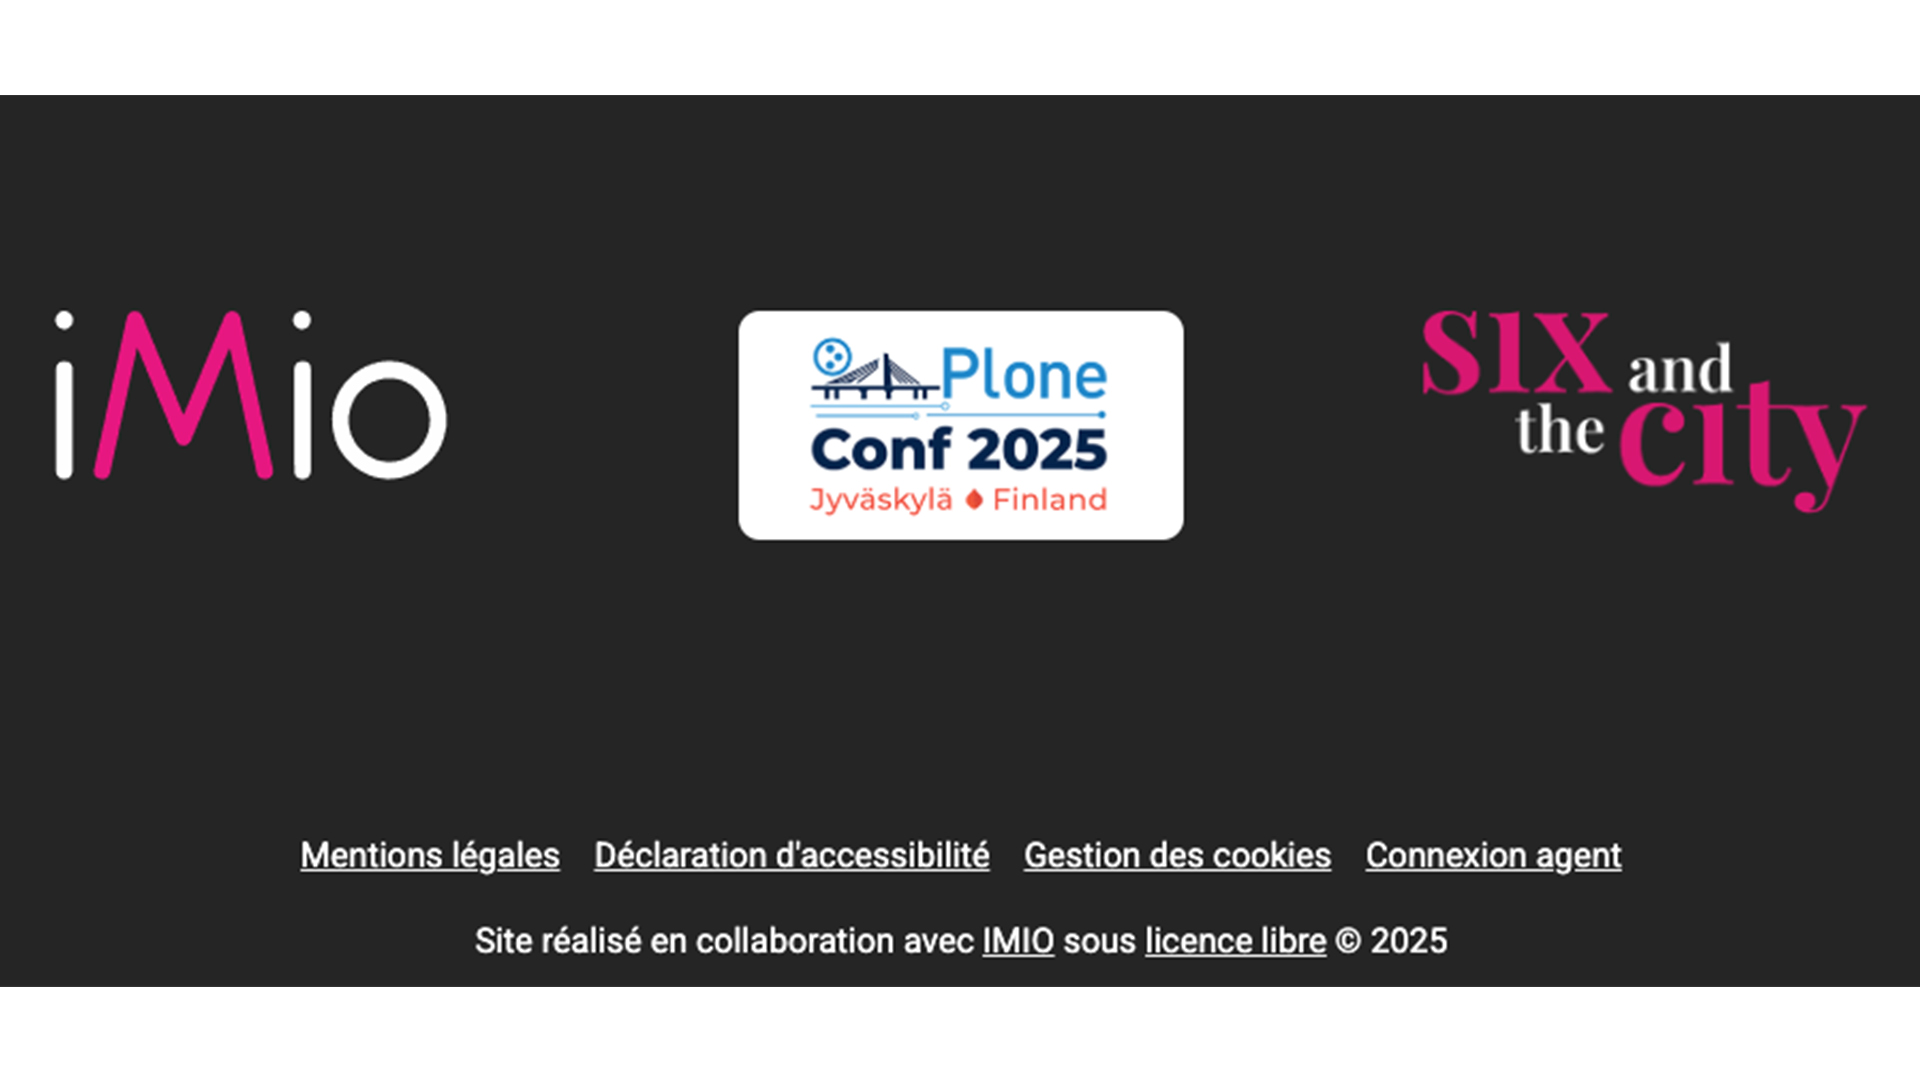 iMio
Plone
Conf 2025
Jyväskylä Finland
six and
the city
Mentions légales Déclaration d'accessibilité Gestion des cookies Connexion agent
Site réalisé en collaboration avec IMIO sous licence libre © 2025